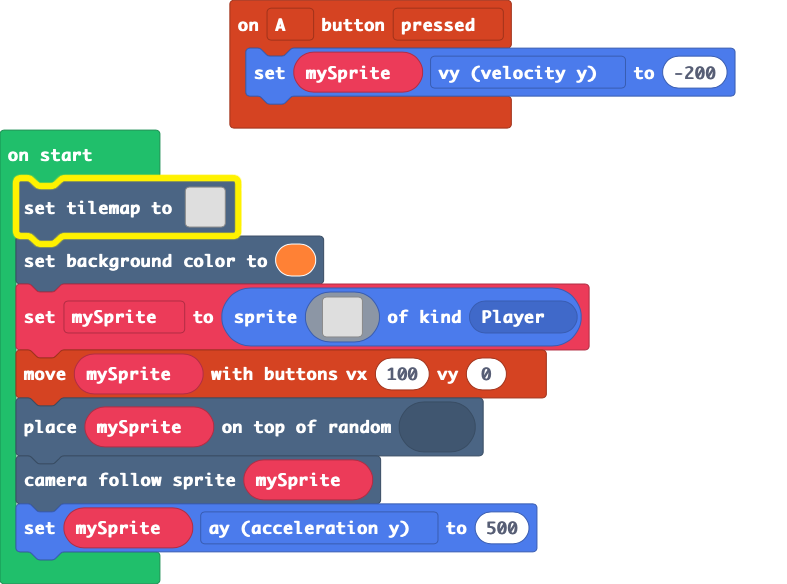 on A button pressed
set mySprite vy (velocity y) to -200
on start
set tilemap to
set background color to
set mySprite to sprite of kind Player
move mySprite with buttons vx 100 vy 0
place mySprite on top of random
camera follow sprite mySprite
set mySprite ay (acceleration y) to 500